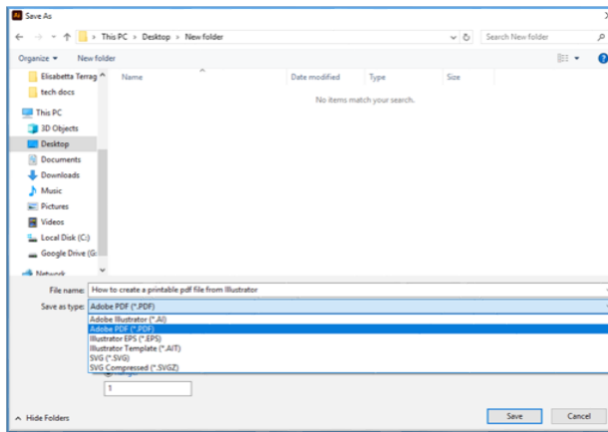 Ai Save As
This PC > Desktop > New folder
Search New folder
Organize
New folder
Elisabetta Terrag
tech docs
This PC
3D Objects
Desktop
Documents
Downloads
Music
Pictures
Videos
Local Disk (C:)
Google Drive (G:
Network
Name
Date modified
Type
Size
No items match your search.
File name: How to create a printable pdf file from Illustrator
Save as type: Adobe PDF (*.PDF)
Adobe Illustrator (*.AI)
Adobe PDF (*.PDF)
Illustrator EPS (*.EPS)
Illustrator Template (*.AIT)
SVG (*.SVG)
SVG Compressed (*.SVGZ)
1
Hide Folders
Save
Cancel